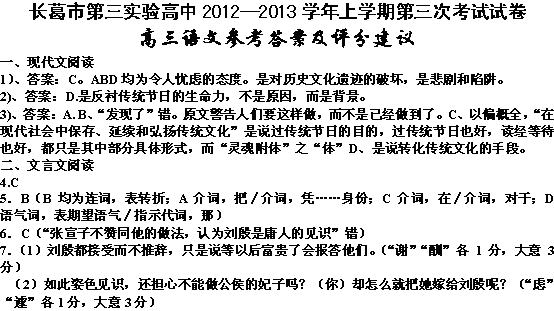 长葛市第三实验高中 2012—2013 学年上学期第三次考试试卷
高三语文参考答案及评分建议
一、现代文阅读
1)、答案：C。ABD 均为令人忧虑的态度。是对历史文化遗迹的破坏，是悲剧和陷阱。
2)、答案：D.是反衬传统节日的生命力，不是原因，而是背景。
3)、答案：A. B、“发现了”错。原文警告人们要这样做，而不是已经做到了。C、以偏概全，“在
现代社会中保存、延续和弘扬传统文化”是说过传统节日的目的，过传统节日也好，读经等待
也好，都只是其中部分具体形式，而“灵魂附体”之“体”D、是说转化传统文化的手段。
二、文言文阅读
4.C
5．B（B 均为连词，表转折；A 介词，把／介词，凭……身份；C 介词，在／介词，对于；D
语气词，表期望语气／指示代词，那）
6．C（“张宣子不赞同他的做法，认为刘殷是庸人的见识”错）
7．（1）刘殷都接受而不推辞，只是说等以后富贵了会报答他们。（“谢”“酬”各 1 分，大意 3
分）
（2）如此姿色见识，还担心不能做公侯的妃子吗？（你）却怎么就把她嫁给刘殷呢？（“虑”
“遽”各1分，大意3分）